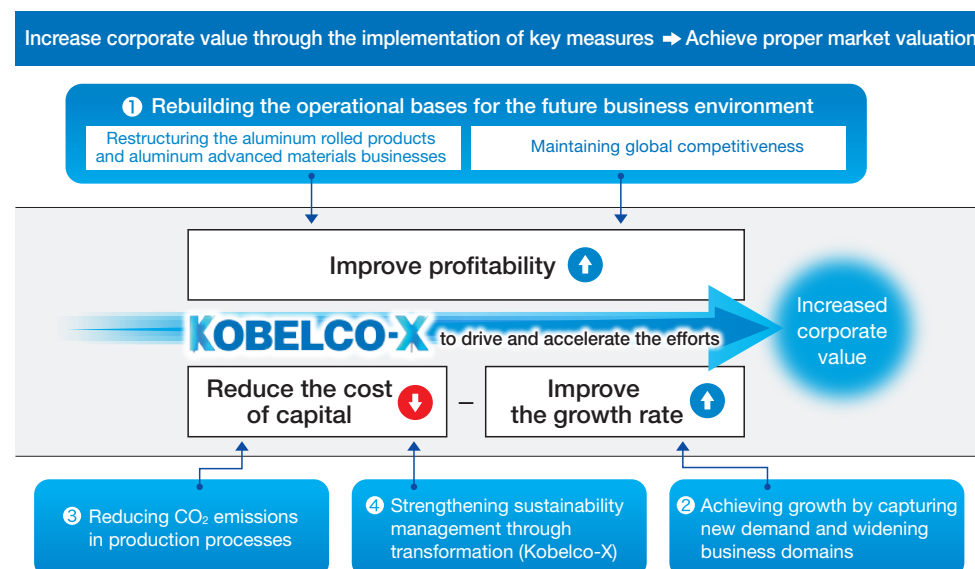 Increase corporate value through the implementation of key measures ➔ Achieve proper market valuation
❶ Rebuilding the operational bases for the future business environment
Restructuring the aluminum rolled products
and aluminum advanced materials businesses
Maintaining global competitiveness
Improve profitability
KOBELCO-X to drive and accelerate the efforts
Increased
corporate
value
Reduce the cost
of capital
–
Improve
the growth rate
❸ Reducing CO₂ emissions
in production processes
❹ Strengthening sustainability
management through
transformation (Kobelco-X)
❷ Achieving growth by capturing
new demand and widening
business domains